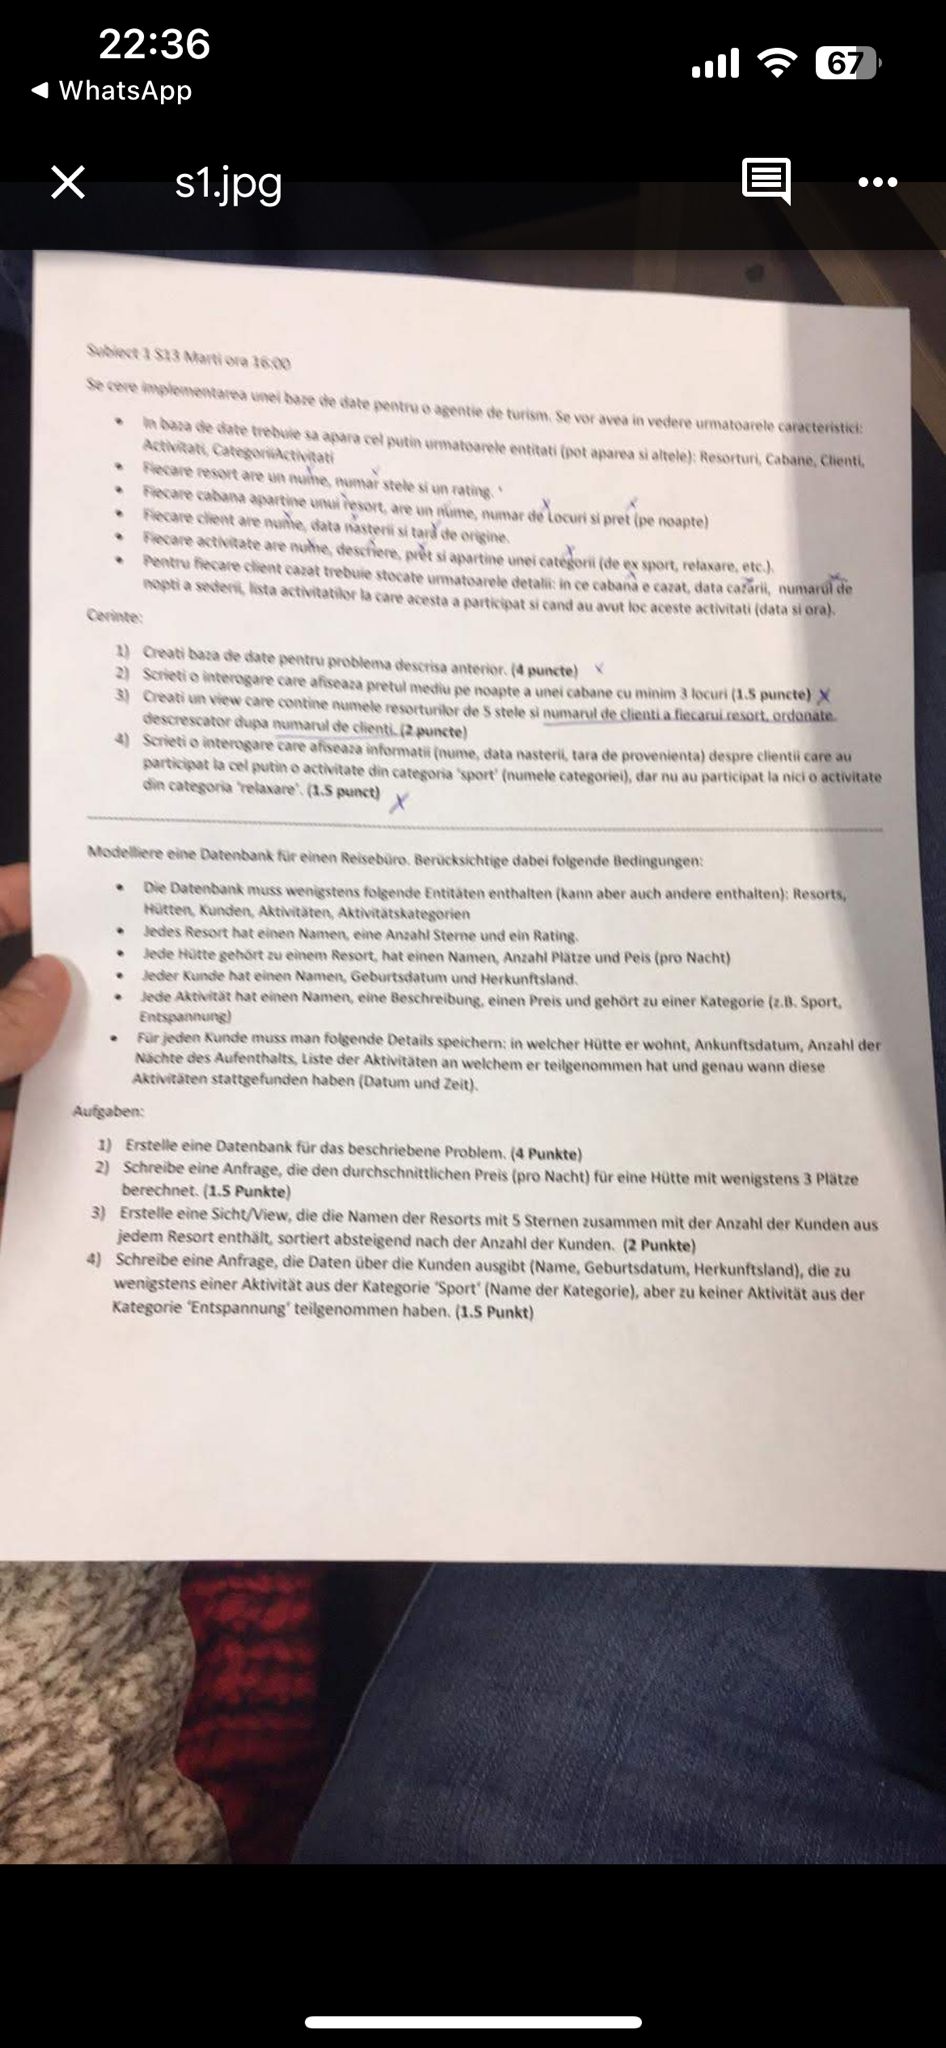 22:36
67
◀ WhatsApp
s1.jpg
Subiect 1 S13 Marti ora 16:00
Se cere implementarea unei baze de date pentru o agentie de turism. Se vor avea in vedere urmatoarele caracteristici:
• In baza de date trebuie sa apara cel putin urmatoarele entitati (pot aparea si altele): Resorturi, Cabane, Clienti,
Activitati, CategoriiActivitati
• Fiecare resort are un nume, numar stele si un rating.
• Fiecare cabana apartine unui resort, are un nume, numar de Locuri si pret (pe noapte)
• Fiecare client are nume, data nasterii si tara de origine.
• Fiecare activitate are nume, descriere, pret si apartine unei categorii (de ex sport, relaxare, etc.).
• Pentru fiecare client cazat trebuie stocate urmatoarele detalii: in ce cabana e cazat, data cazarii, numarul de
nopti a sederii, lista activitatilor la care acesta a participat si cand au avut loc aceste activitati (data si ora).
Cerinte:
1) Creati baza de date pentru problema descrisa anterior. (4 puncte) x
2) Scrieti o interogare care afiseaza pretul mediu pe noapte a unei cabane cu minim 3 locuri (1.5 puncte) X
3) Creati un view care contine numele resorturilor de 5 stele si numarul de clienti a fiecarui resort, ordonate
descrescator dupa numarul de clienti. (2 puncte)
4) Scrieti o interogare care afiseaza informatii (nume, data nasterii, tara de provenienta) despre clientii care au
participat la cel putin o activitate din categoria 'sport' (numele categoriei), dar nu au participat la nici o activitate
din categoria 'relaxare'. (1.5 punct) X
Modelliere eine Datenbank für einen Reisebüro. Berücksichtige dabei folgende Bedingungen:
• Die Datenbank muss wenigstens folgende Entitäten enthalten (kann aber auch andere enthalten): Resorts,
Hütten, Kunden, Aktivitäten, Aktivitätskategorien
• Jedes Resort hat einen Namen, eine Anzahl Sterne und ein Rating.
• Jede Hütte gehört zu einem Resort, hat einen Namen, Anzahl Plätze und Peis (pro Nacht)
• Jeder Kunde hat einen Namen, Geburtsdatum und Herkunftsland.
• Jede Aktivität hat einen Namen, eine Beschreibung, einen Preis und gehört zu einer Kategorie (z.B. Sport,
Entspannung)
• Für jeden Kunde muss man folgende Details speichern: in welcher Hütte er wohnt, Ankunftsdatum, Anzahl der
Nächte des Aufenthalts, Liste der Aktivitäten an welchem er teilgenommen hat und genau wann diese
Aktivitäten stattgefunden haben (Datum und Zeit).
Aufgaben:
1) Erstelle eine Datenbank für das beschriebene Problem. (4 Punkte)
2) Schreibe eine Anfrage, die den durchschnittlichen Preis (pro Nacht) für eine Hütte mit wenigstens 3 Plätze
berechnet. (1.5 Punkte)
3) Erstelle eine Sicht/View, die die Namen der Resorts mit 5 Sternen zusammen mit der Anzahl der Kunden aus
jedem Resort enthält, sortiert absteigend nach der Anzahl der Kunden. (2 Punkte)
4) Schreibe eine Anfrage, die Daten über die Kunden ausgibt (Name, Geburtsdatum, Herkunftsland), die zu
wenigstens einer Aktivität aus der Kategorie 'Sport' (Name der Kategorie), aber zu keiner Aktivität aus der
Kategorie 'Entspannung' teilgenommen haben. (1.5 Punkt)